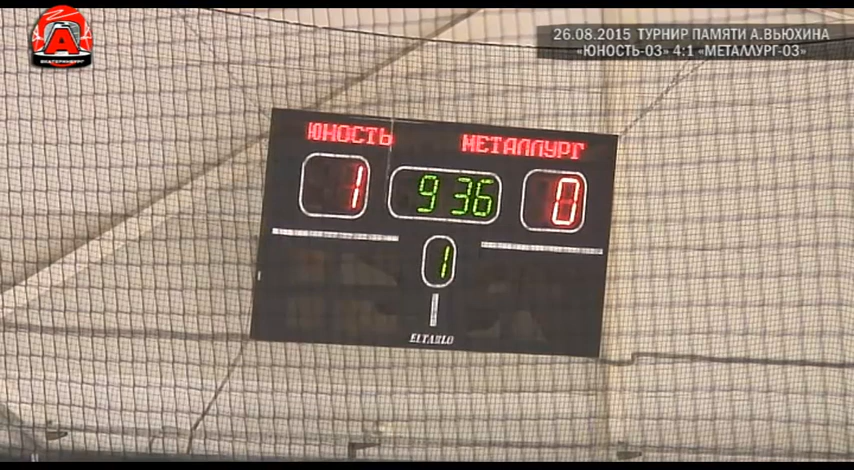 А
ЕКАТЕРИНБУРГ
26.08.2015 ТУРНИР ПАМЯТИ А.ВЬЮХИНА
«ЮНОСТЬ-03» 4:1 «МЕТАЛЛУРГ-03»
ЮНОСТЬ МЕТАЛЛУРГ
1 9 36 0
1
ELTABLO